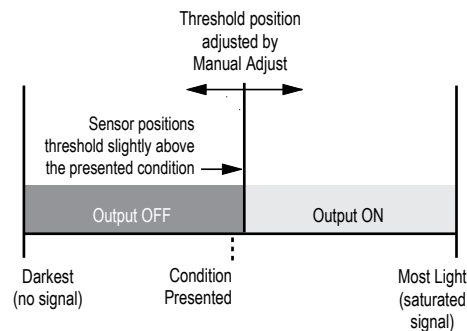 Threshold position
adjusted by
Manual Adjust
Sensor positions
threshold slightly above
the presented condition
Output OFF
Output ON
Darkest
(no signal)
Condition
Presented
Most Light
(saturated
signal)